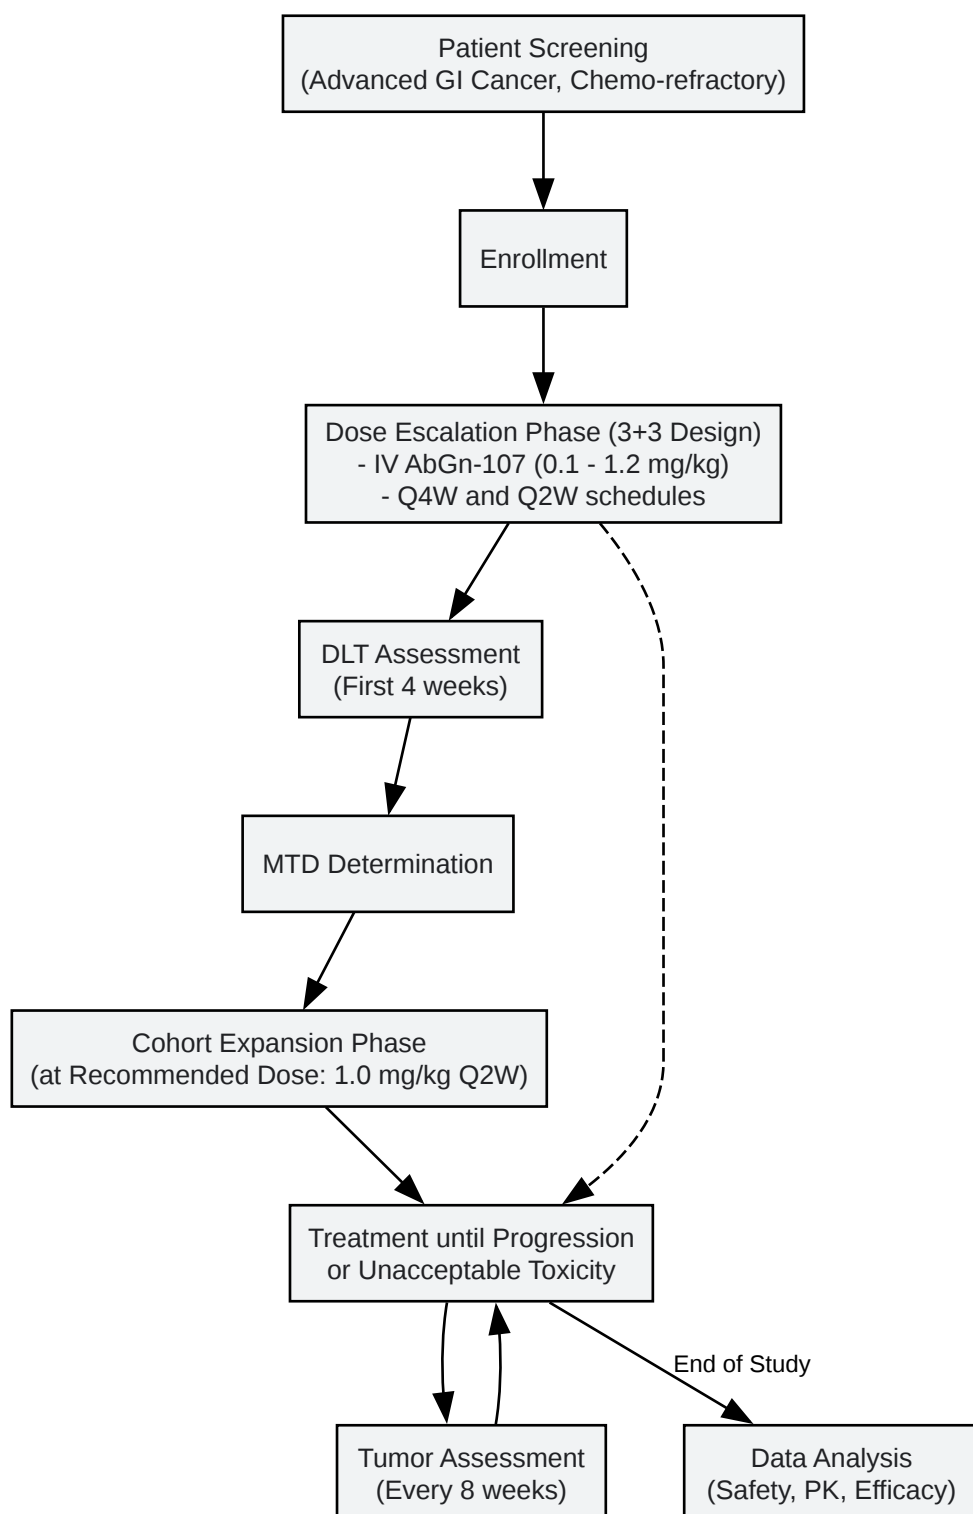 Patient Screening
(Advanced GI Cancer, Chemo-refractory)
Enrollment
Dose Escalation Phase (3+3 Design)
- IV AbGn-107 (0.1 - 1.2 mg/kg)
- Q4W and Q2W schedules
DLT Assessment
(First 4 weeks)
MTD Determination
Cohort Expansion Phase
(at Recommended Dose: 1.0 mg/kg Q2W)
Treatment until Progression
or Unacceptable Toxicity
End of Study
Tumor Assessment
(Every 8 weeks)
Data Analysis
(Safety, PK, Efficacy)